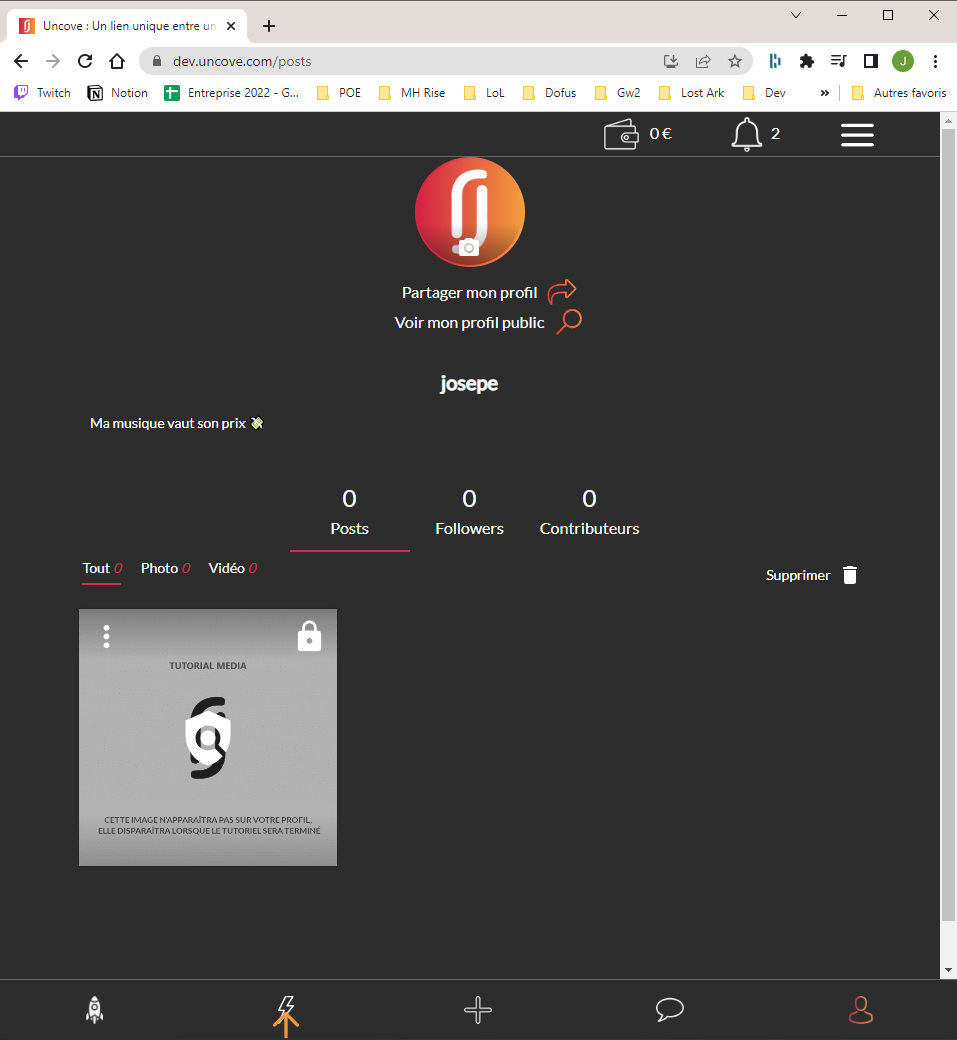 Uncove : Un lien unique entre un
dev.uncove.com/posts
J
Twitch Notion Entreprise 2022 - G... POE MH Rise LoL Dofus Gw2 Lost Ark Dev » Autres favoris
0 € 2
Partager mon profil
Voir mon profil public
josepe
Ma musique vaut son prix
0 0 0
Posts Followers Contributeurs
Tout 0 Photo 0 Vidéo 0
Supprimer
TUTORIAL MEDIA
CETTE IMAGE N'APPARAÎTRA PAS SUR VOTRE PROFIL,
ELLE DISPARAÎTRA LORSQUE LE TUTORIEL SERA TERMINÉ